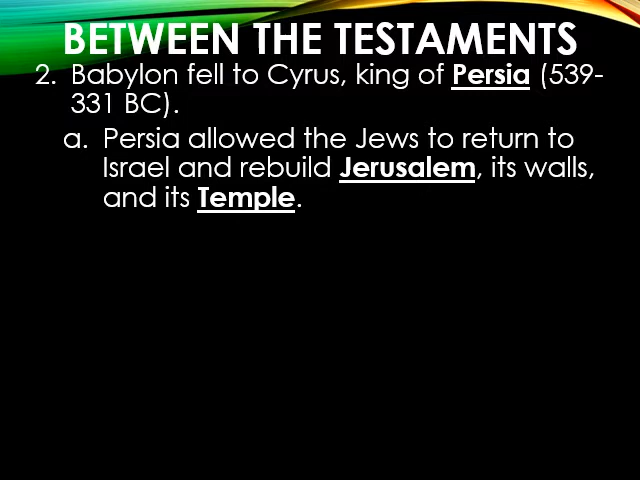 BETWEEN THE TESTAMENTS
2. Babylon fell to Cyrus, king of Persia (539-
331 BC).
a. Persia allowed the Jews to return to
Israel and rebuild Jerusalem, its walls,
and its Temple.